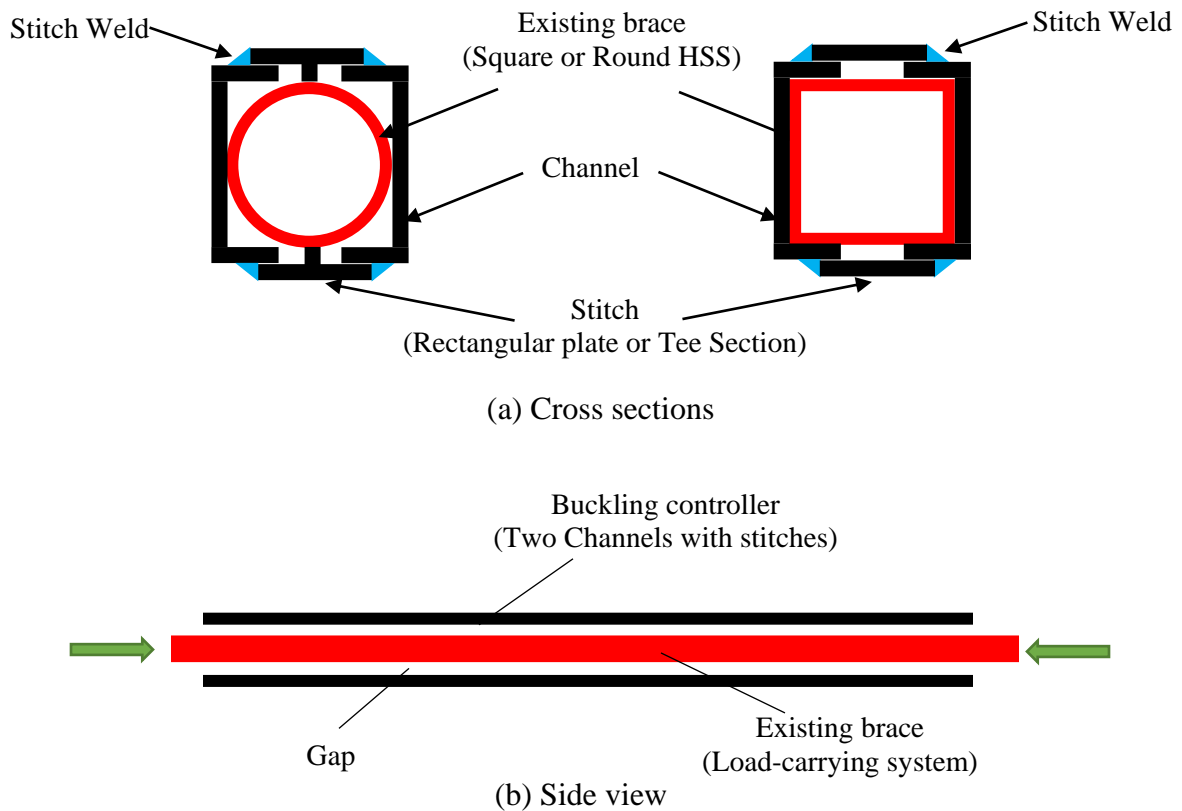 Stitch Weld
Existing brace
(Square or Round HSS)
Stitch Weld
Channel
Stitch
(Rectangular plate or Tee Section)
(a) Cross sections
Buckling controller
(Two Channels with stitches)
Gap
Existing brace
(Load-carrying system)
(b) Side view